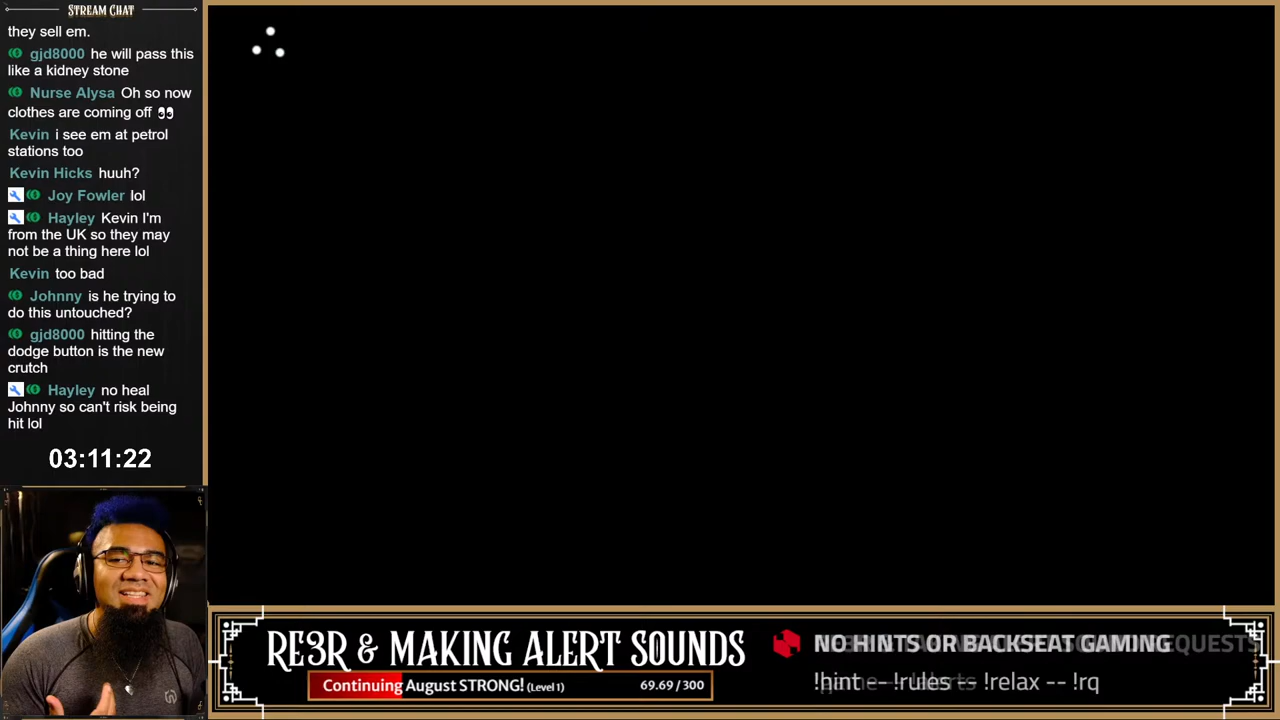 STREAM CHAT
they sell em.
gjd8000 he will pass this
like a kidney stone
Nurse Alysa Oh so now
clothes are coming off 👀
Kevin i see em at petrol
stations too
Kevin Hicks huuh?
Joy Fowler lol
Hayley Kevin I'm
from the UK so they may
not be a thing here lol
Kevin too bad
Johnny is he trying to
do this untouched?
gjd8000 hitting the
dodge button is the new
crutch
Hayley no heal
Johnny so can't risk being
hit lol
03:11:22
RE3R & MAKING ALERT SOUNDS
Continuing August STRONG! (Level 1) 69.69 / 300
NO HINTS OR BACKSEAT GAMING
!hint -- !rules -- !relax -- !rq